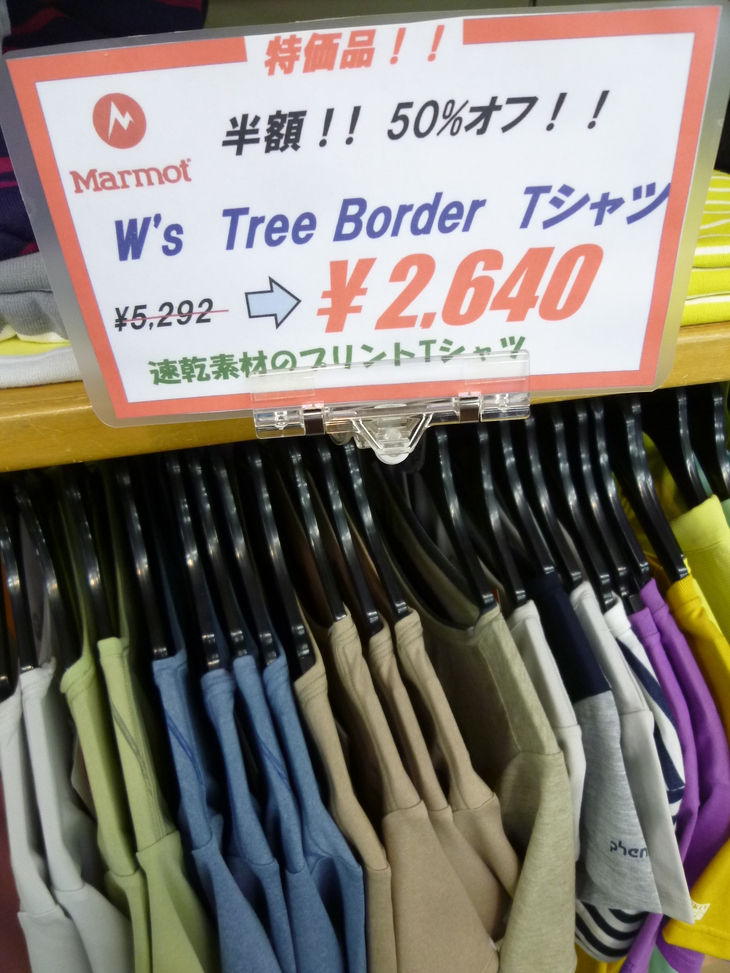 特価品！！
Marmot
半額！！ 50%オフ！！
W's Tree Border Tシャツ
¥5,292
¥2,640
速乾素材のプリントTシャツ
phen